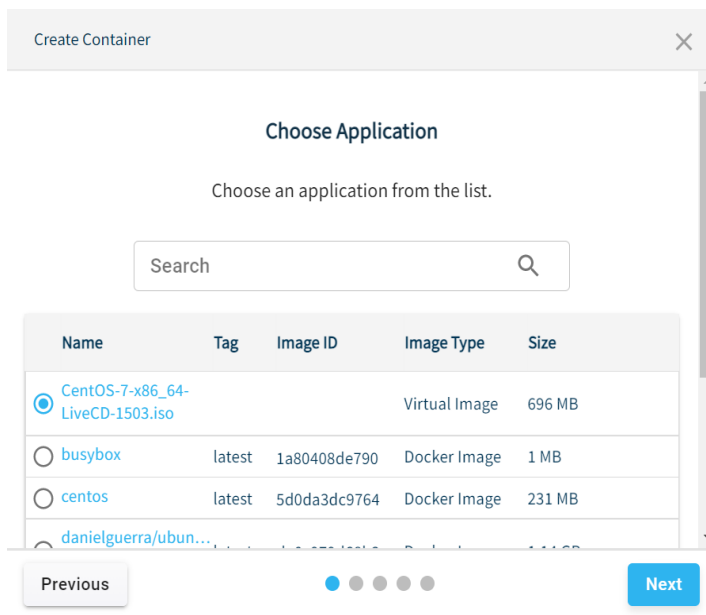 Create Container
Choose Application
Choose an application from the list.
Search
Name Tag Image ID Image Type Size
CentOS-7-x86_64-
LiveCD-1503.iso Virtual Image 696 MB
busybox latest 1a80408de790 Docker Image 1 MB
centos latest 5d0da3dc9764 Docker Image 231 MB
danielguerra/ubun...
Previous Next